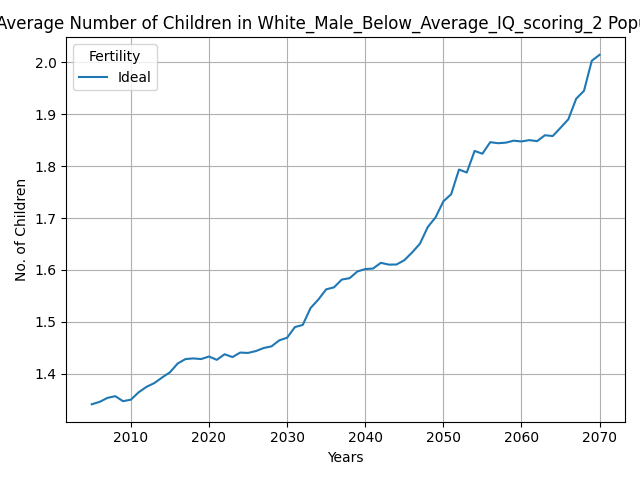 Average Number of Children in White_Male_Below_Average_IQ_scoring_2 Popu
Fertility
Ideal
2.0
1.9
1.8
1.7
1.6
1.5
1.4
No. of Children
2010 2020 2030 2040 2050 2060 2070
Years